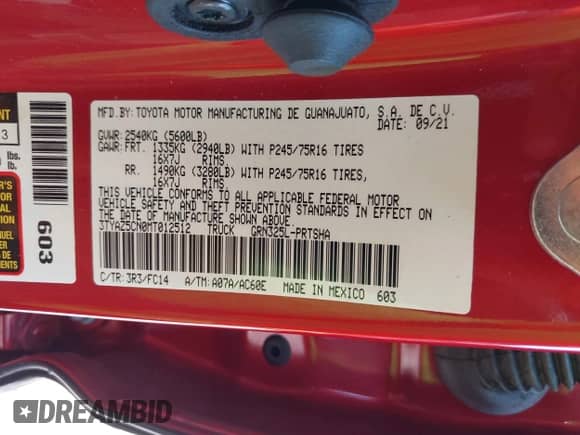 MFD.BY:TOYOTA MOTOR MANUFACTURING DE GUANAJUATO, S.A. DE C.V.
DATE: 09/21
GVWR: 2540KG (5600LB)
GAWR: FRT. 1335KG (2940LB) WITH P245/75R16 TIRES
16X7J RIMS,
RR. 1490KG (3280LB) WITH P245/75R16 TIRES,
16X7J RIMS,
THIS VEHICLE CONFORMS TO ALL APPLICABLE FEDERAL MOTOR
VEHICLE SAFETY AND THEFT PREVENTION STANDARDS IN EFFECT ON
THE DATE OF MANUFACTURE SHOWN ABOVE.
3TYAZ5CN0MT012512 TRUCK GRN325L-PRTSHA
C/TR: 3R3/FC14 A/TM: A07A/AC60E MADE IN MEXICO 603
3
lbs.
lb.
603
DREAMBID